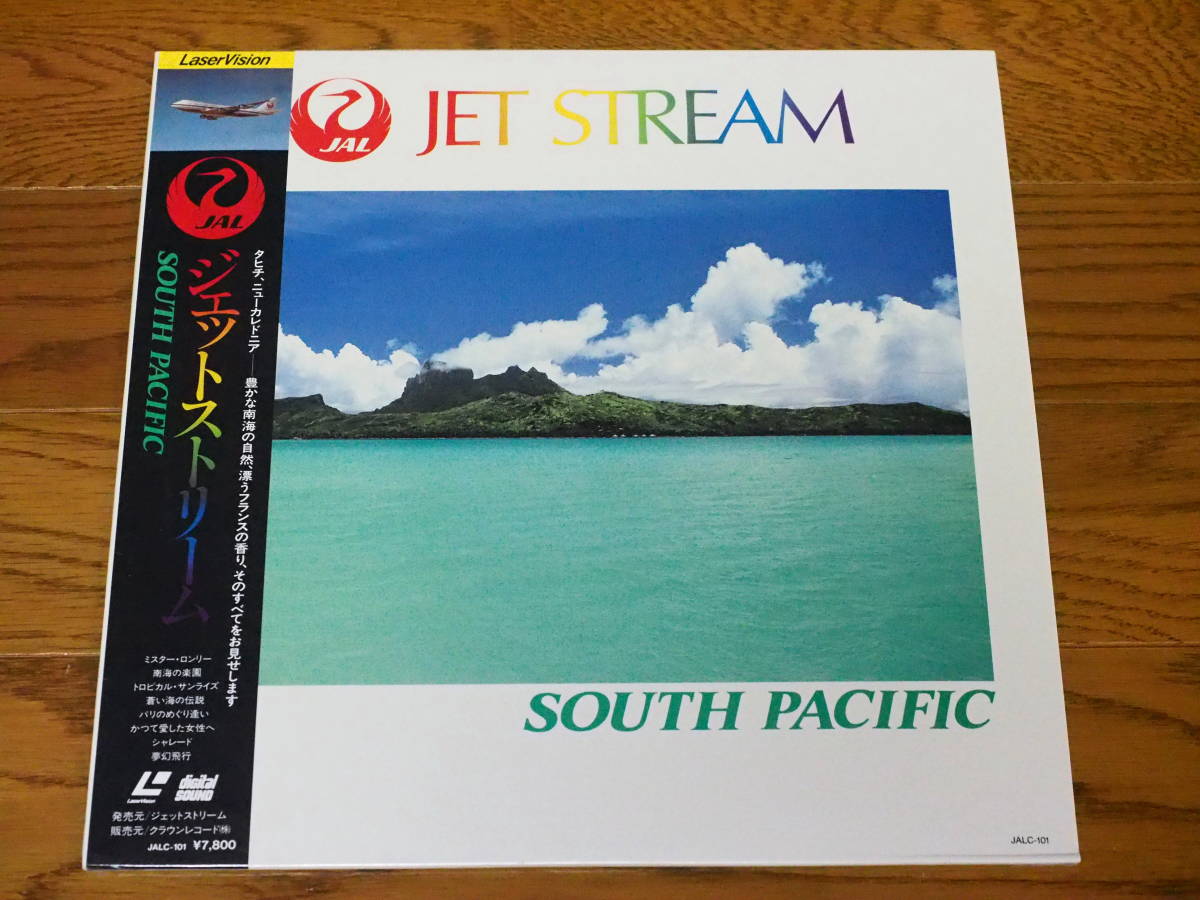 LaserVision
JAL
JAL
ジェットストリーム
SOUTH PACIFIC
タヒチ、ニューカレドニア——豊かな南海の自然、漂うフランスの香り、そのすべてをお見せします
ミスター・ロンリー
南海の楽園
トロピカル・サンライズ
蒼い海の伝説
パリのめぐり逢い
かつて愛した女性へ
シャレード
夢幻飛行
LaserVision
digital SOUND
発売元/ジェットストリーム
販売元/クラウンレコード㈱
JALC-101 ¥7,800
JET STREAM
SOUTH PACIFIC
JALC-101